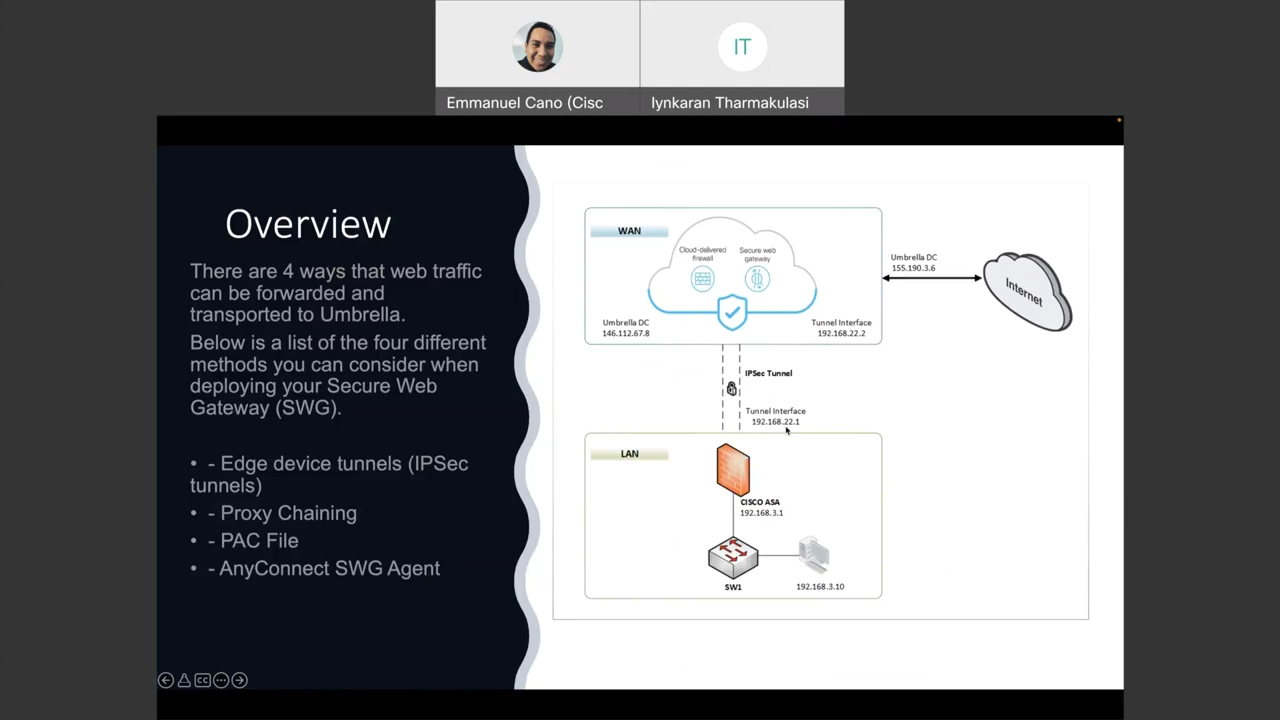 IT
Emmanuel Cano (Cisc
Iynkaran Tharmakulasi
Overview
There are 4 ways that web traffic
can be forwarded and
transported to Umbrella.
Below is a list of the four different
methods you can consider when
deploying your Secure Web
Gateway (SWG).
• - Edge device tunnels (IPSec
tunnels)
• - Proxy Chaining
• - PAC File
• - AnyConnect SWG Agent
CC
WAN
Cloud-delivered
firewall
Secure web
gateway
Umbrella DC
146.112.67.8
Tunnel Interface
192.168.22.2
Umbrella DC
155.190.3.6
Internet
IPSec Tunnel
Tunnel Interface
192.168.22.1
LAN
CISCO ASA
192.168.3.1
SW1
192.168.3.10